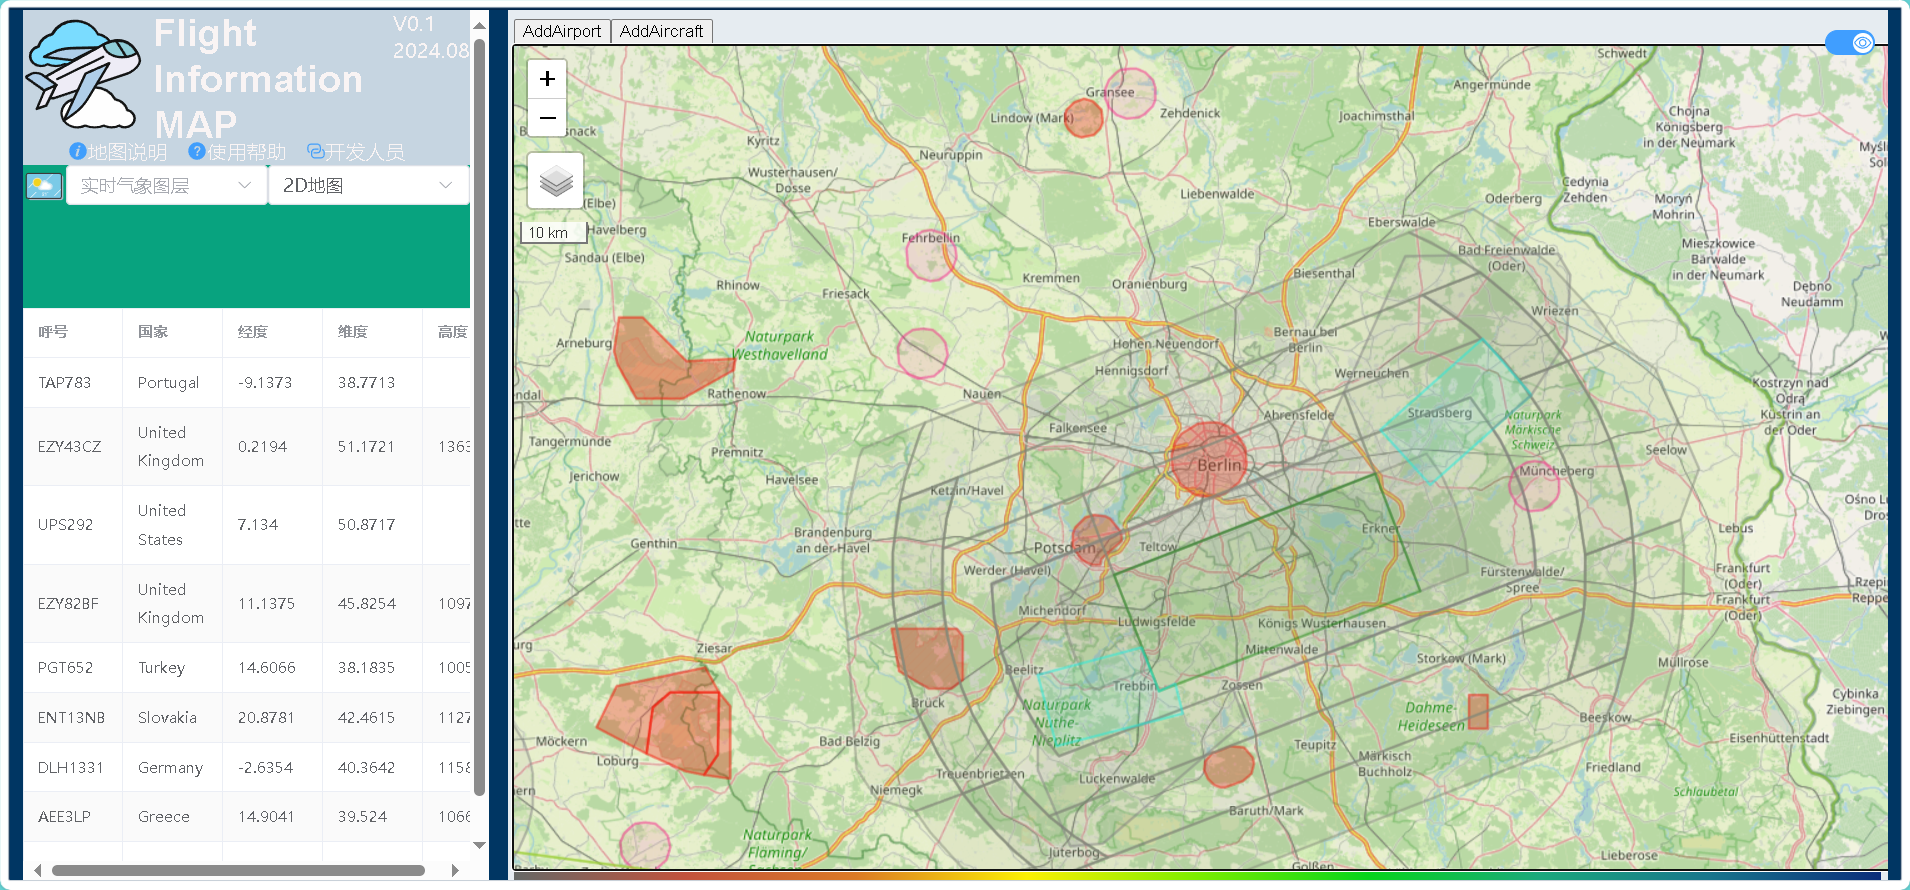 Flight
Information
MAP
V0.1
2024.08
地图说明 使用帮助 开发人员
实时气象图层 2D地图
呼号 国家 经度 维度 高度
TAP783 Portugal -9.1373 38.7713
EZY43CZ United Kingdom 0.2194 51.1721 1363
UPS292 United States 7.134 50.8717
EZY82BF United Kingdom 11.1375 45.8254 1097
PGT652 Turkey 14.6066 38.1835 1005
ENT13NB Slovakia 20.8781 42.4615 1127
DLH1331 Germany -2.6354 40.3642 1158
AEE3LP Greece 14.9041 39.524 1066
AddAirport AddAircraft
+
−
10 km
Schwedt
Gransee
Angermünde
Lindow (Mark)
Zehdenick
Joachimsthal
Chojna
Königsberg
in der Neumark
Kyritz
Neuruppin
Wusterhausen/
Dosse
Liebenwalde
Cedynia
Zehden
Oderberg
Moryń
Mohrin
(Elbe)
Havelberg
Fehrbellin
Eberswalde
Sandau (Elbe)
Bad Freienwalde
(Oder)
Mieszkowice
Bärwalde
in der Neumark
Kremmen
Oranienburg
Biesenthal
Rhinow
Friesack
Dębno
Neudamm
Wriezen
Arneburg
Naturpark
Westhavelland
Hohen Neuendorf
Bernau bei
Berlin
Hennigsdorf
Werneuchen
Rathenow
Nauen
Kostrzyn nad
Odrą
Küstrin an
der Oder
Falkensee
Ahrensfelde
Strausberg
Naturpark
Märkische
Schweiz
Tangermünde
Premnitz
Seelow
Jerichow
Havelsee
Ketzin/Havel
Berlin
Müncheberg
Brandenburg
an der Havel
Genthin
Potsdam
Teltow
Erkner
Lebus
Werder (Havel)
Fürstenwalde/
Spree
Frankfurt
(Oder)
Frankfurt
(Oder)
Michendorf
Ludwigsfelde
Königs Wusterhausen
Ziesar
Mittenwalde
Beelitz
Storkow (Mark)
Müllrose
Trebbin
Zossen
Brück
Naturpark
Nuthe-
Nieplitz
Dahme-
Heideseen
Beeskow
Cybinka
Ziebingen
Möckern
Bad Belzig
Teupitz
Eisenhüttenstadt
Loburg
Märkisch
Buchholz
Treuenbrietzen
Luckenwalde
Friedland
Niemegk
Schlaubetal
Baruth/Mark
Naturpark
Fläming/
Jüterbog
Golßen
Lieberose